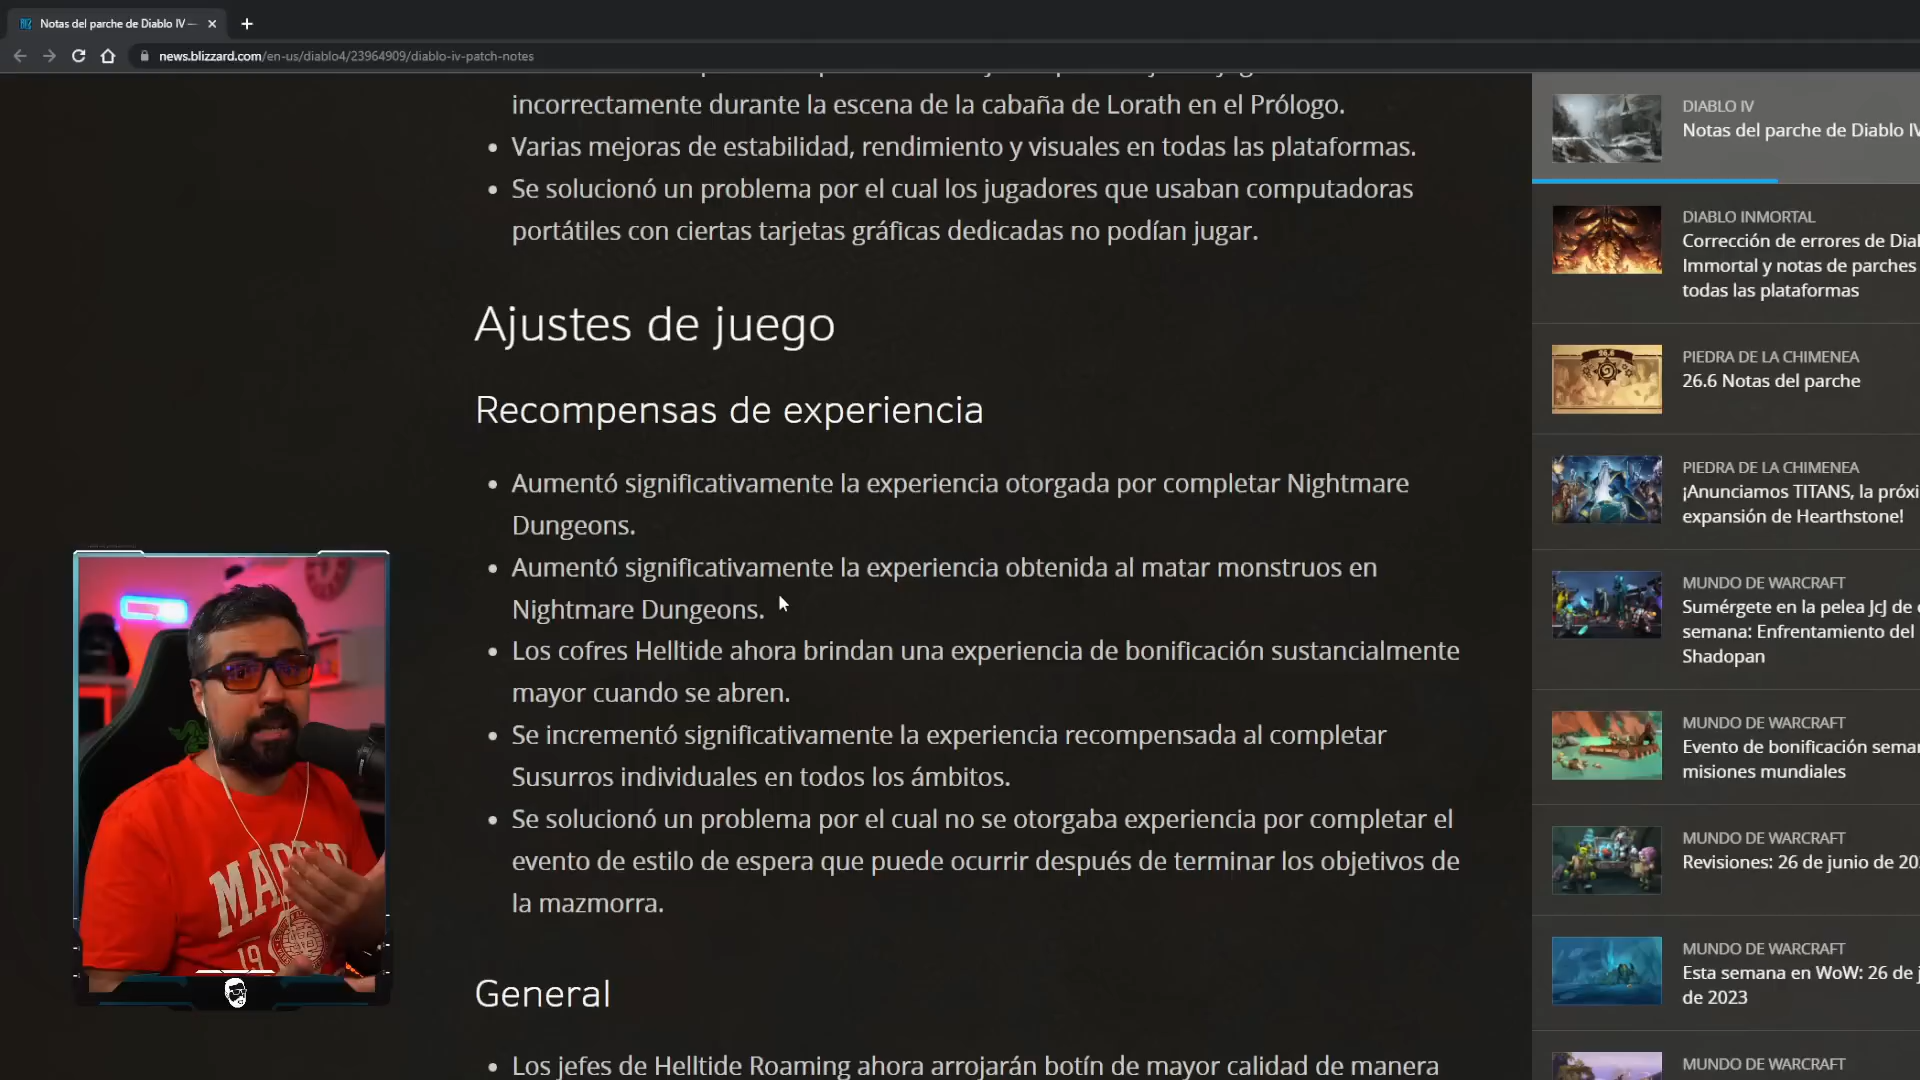 Notas del parche de Diablo IV —
news.blizzard.com/en-us/diablo4/23964909/diablo-iv-patch-notes
incorrectamente durante la escena de la cabaña de Lorath en el Prólogo.
• Varias mejoras de estabilidad, rendimiento y visuales en todas las plataformas.
• Se solucionó un problema por el cual los jugadores que usaban computadoras
portátiles con ciertas tarjetas gráficas dedicadas no podían jugar.
Ajustes de juego
Recompensas de experiencia
• Aumentó significativamente la experiencia otorgada por completar Nightmare
Dungeons.
• Aumentó significativamente la experiencia obtenida al matar monstruos en
Nightmare Dungeons.
• Los cofres Helltide ahora brindan una experiencia de bonificación sustancialmente
mayor cuando se abren.
• Se incrementó significativamente la experiencia recompensada al completar
Susurros individuales en todos los ámbitos.
• Se solucionó un problema por el cual no se otorgaba experiencia por completar el
evento de estilo de espera que puede ocurrir después de terminar los objetivos de
la mazmorra.
General
• Los jefes de Helltide Roaming ahora arrojarán botín de mayor calidad de manera
DIABLO IV
Notas del parche de Diablo IV
DIABLO INMORTAL
Corrección de errores de Diab
Immortal y notas de parches
todas las plataformas
PIEDRA DE LA CHIMENEA
26.6 Notas del parche
PIEDRA DE LA CHIMENEA
¡Anunciamos TITANS, la próxi
expansión de Hearthstone!
MUNDO DE WARCRAFT
Sumérgete en la pelea JcJ de
semana: Enfrentamiento del
Shadopan
MUNDO DE WARCRAFT
Evento de bonificación seman
misiones mundiales
MUNDO DE WARCRAFT
Revisiones: 26 de junio de 202
MUNDO DE WARCRAFT
Esta semana en WoW: 26 de j
de 2023
MUNDO DE WARCRAFT
26.6
19